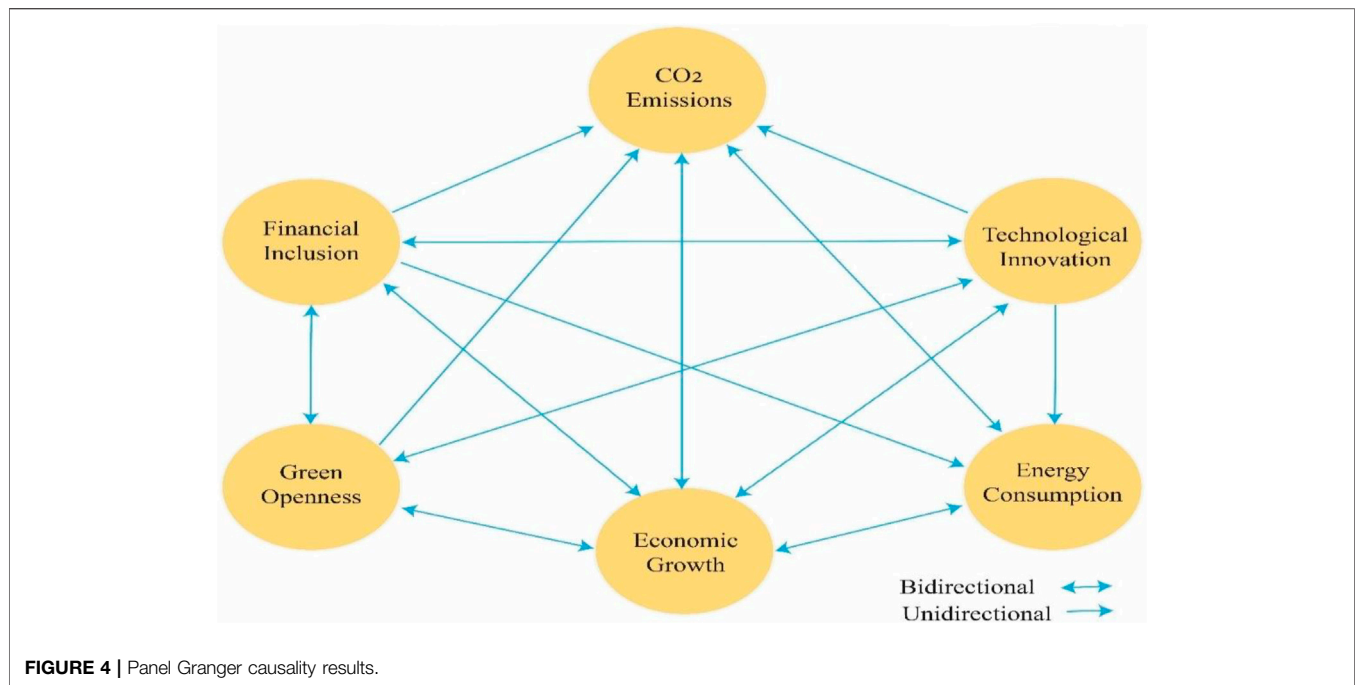 CO2
Emissions
Financial
Inclusion
Technological
Innovation
Green
Openness
Energy
Consumption
Economic
Growth
Bidirectional
Unidirectional
FIGURE 4 | Panel Granger causality results.